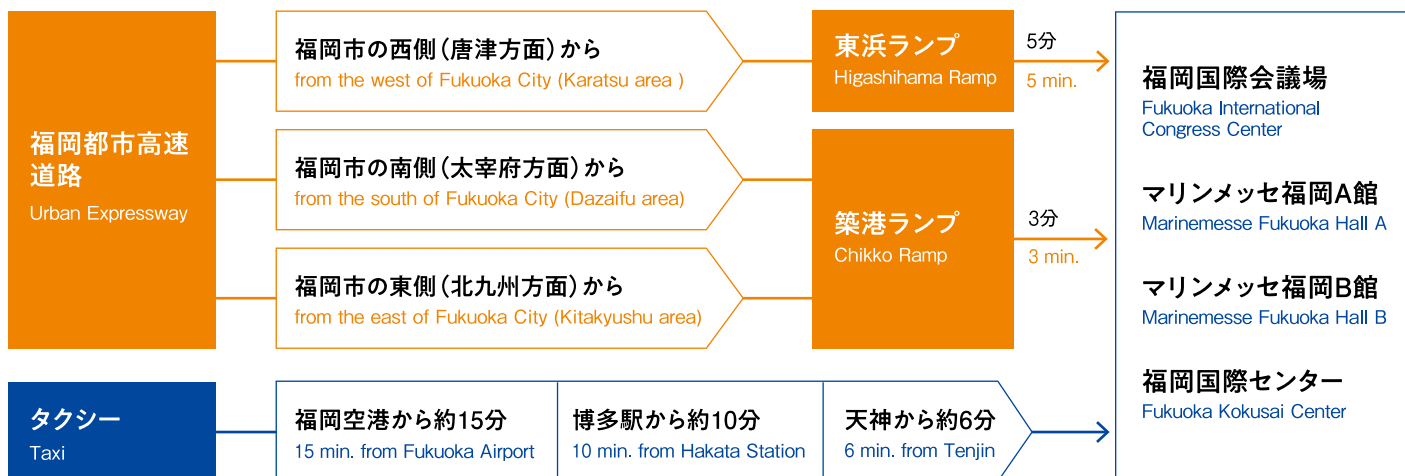 福岡都市高速
道路
Urban Expressway
福岡市の西側（唐津方面）から
from the west of Fukuoka City (Karatsu area )
東浜ランプ
Higashihama Ramp
5分
5 min.
福岡市の南側（太宰府方面）から
from the south of Fukuoka City (Dazaifu area)
福岡市の東側（北九州方面）から
from the east of Fukuoka City (Kitakyushu area)
築港ランプ
Chikko Ramp
3分
3 min.
タクシー
Taxi
福岡空港から約15分
15 min. from Fukuoka Airport
博多駅から約10分
10 min. from Hakata Station
天神から約6分
6 min. from Tenjin
福岡国際会議場
Fukuoka International
Congress Center
マリンメッセ福岡A館
Marinemesse Fukuoka Hall A
マリンメッセ福岡B館
Marinemesse Fukuoka Hall B
福岡国際センター
Fukuoka Kokusai Center